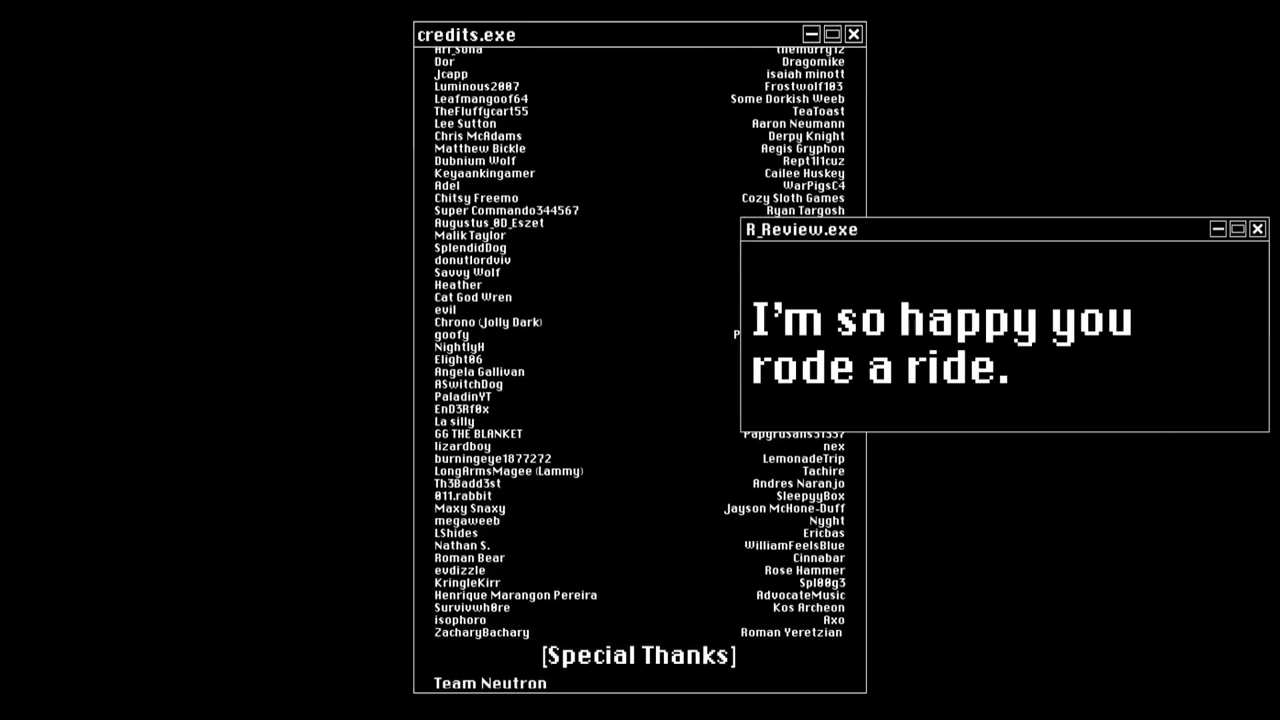 credits.exe
Ari_Sona themurry12
Dor Dragomike
Jcapp isaiah minott
Luminous2007 Frostwolf103
Leafmangoof64 Some Dorkish Weeb
TheFluffycart55 TeaToast
Lee Sutton Aaron Neumann
Chris McAdams Derpy Knight
Matthew Bickle Aegis Gryphon
Dubnium Wolf Rept1l1cuz
Keyaankingamer Cailee Huskey
Adel WarPigsC4
Chitsy Freemo Cozy Sloth Games
Super Commando344567 Ryan Targosh
Augustus_0D_Eszet
Malik Taylor
SplendidDog
donutlordviv
Savvy Wolf
Heather
Cat God Wren
evil
Chrono (Jolly Dark)
goofy P
NightlyH
Elight06
Angela Gallivan
ASwitchDog
PaladinYT
EnD3Rf0x
La silly
GG THE BLANKET PapyruSans31337
lizardboy nex
burningeye1877272 LemonadeTrip
LongArmsMagee (Lammy) Tachire
Th3Badd3st Andres Naranjo
011.rabbit SleepyyBox
Maxy Snaxy Jayson McHone-Duff
megaweeb Nyght
LShides Ericbas
Nathan S. WilliamFeelsBlue
Roman Bear Cinnabar
evdizzle Rose Hammer
KringleKirr Spl00g3
Henrique Marangon Pereira AdvocateMusic
Survivwh0re Kos Archeon
isophoro Axo
ZacharyBachary Roman Yeretzian
[Special Thanks]
Team Neutron
R_Review.exe
I'm so happy you
rode a ride.